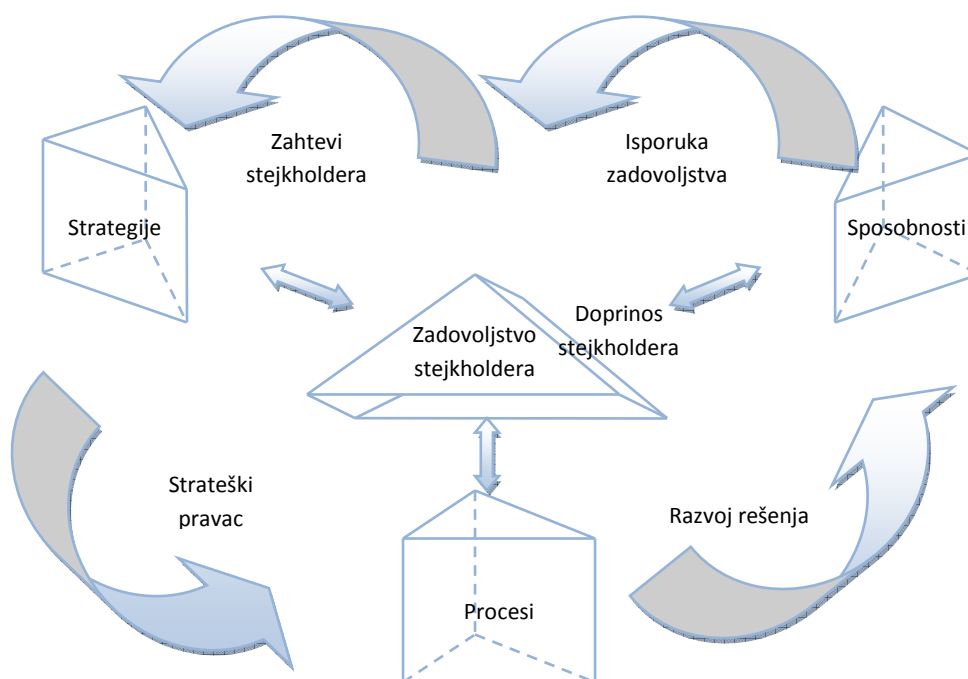 Zahtevi
stejkholdera
Isporuka
zadovoljstva
Strategije
Sposobnosti
Doprinos
stejkholdera
Zadovoljstvo
stejkholdera
Strateški
pravac
Razvoj rešenja
Procesi